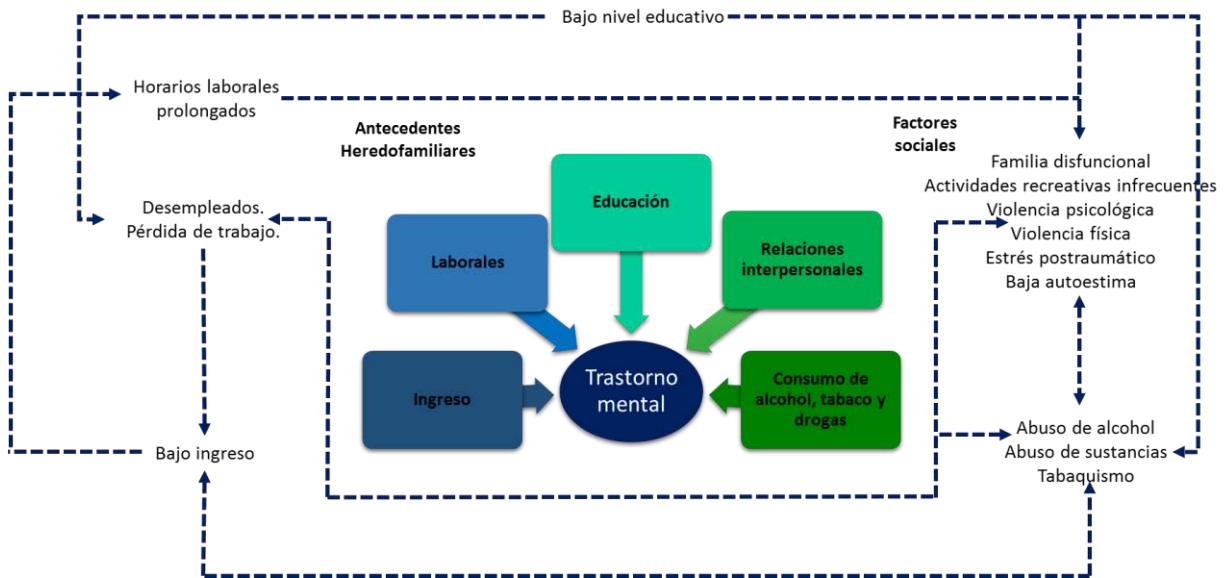 Bajo nivel educativo
Horarios laborales
prolongados
Antecedentes
Heredofamiliares
Factores
sociales
Educación
Familia disfuncional
Actividades recreativas infrecuentes
Violencia psicológica
Violencia física
Estrés postraumático
Baja autoestima
Desempleados.
Pérdida de trabajo.
Laborales
Relaciones
interpersonales
Ingreso
Trastorno
mental
Consumo de
alcohol, tabaco y
drogas
Bajo ingreso
Abuso de alcohol
Abuso de sustancias
Tabaquismo